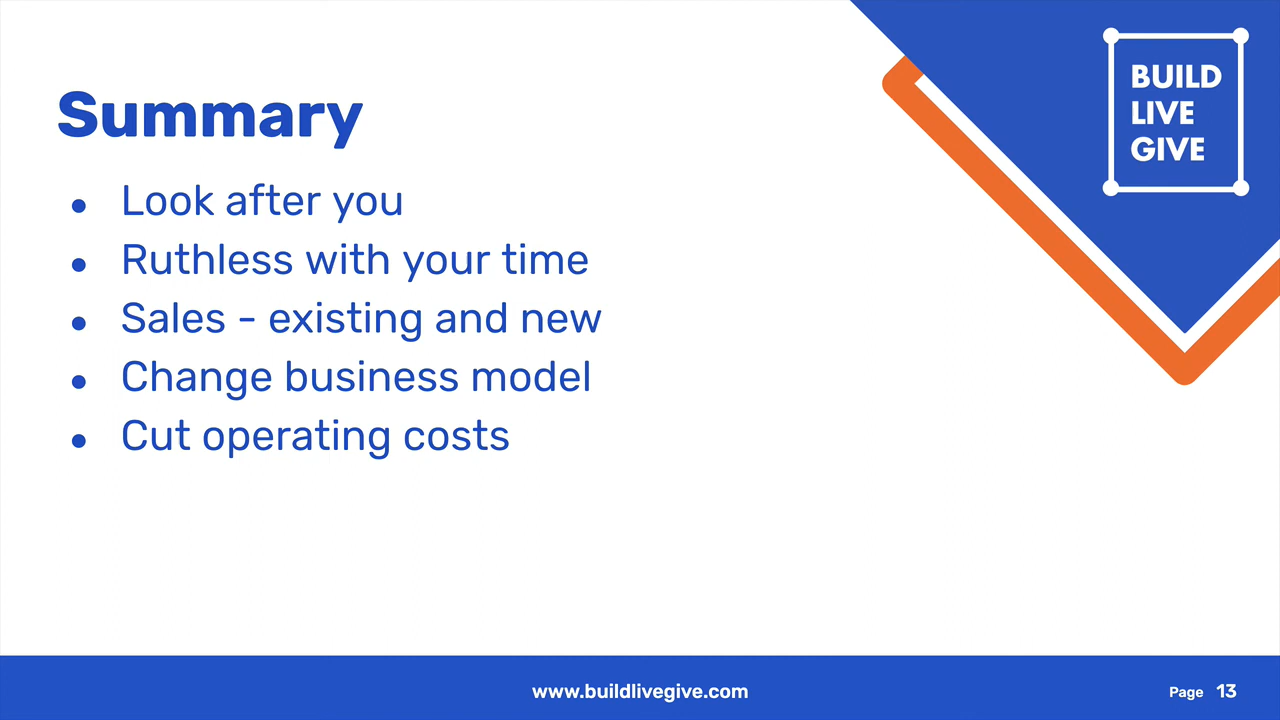 BUILD
LIVE
GIVE
Summary
• Look after you
• Ruthless with your time
• Sales - existing and new
• Change business model
• Cut operating costs
www.buildlivegive.com
Page 13